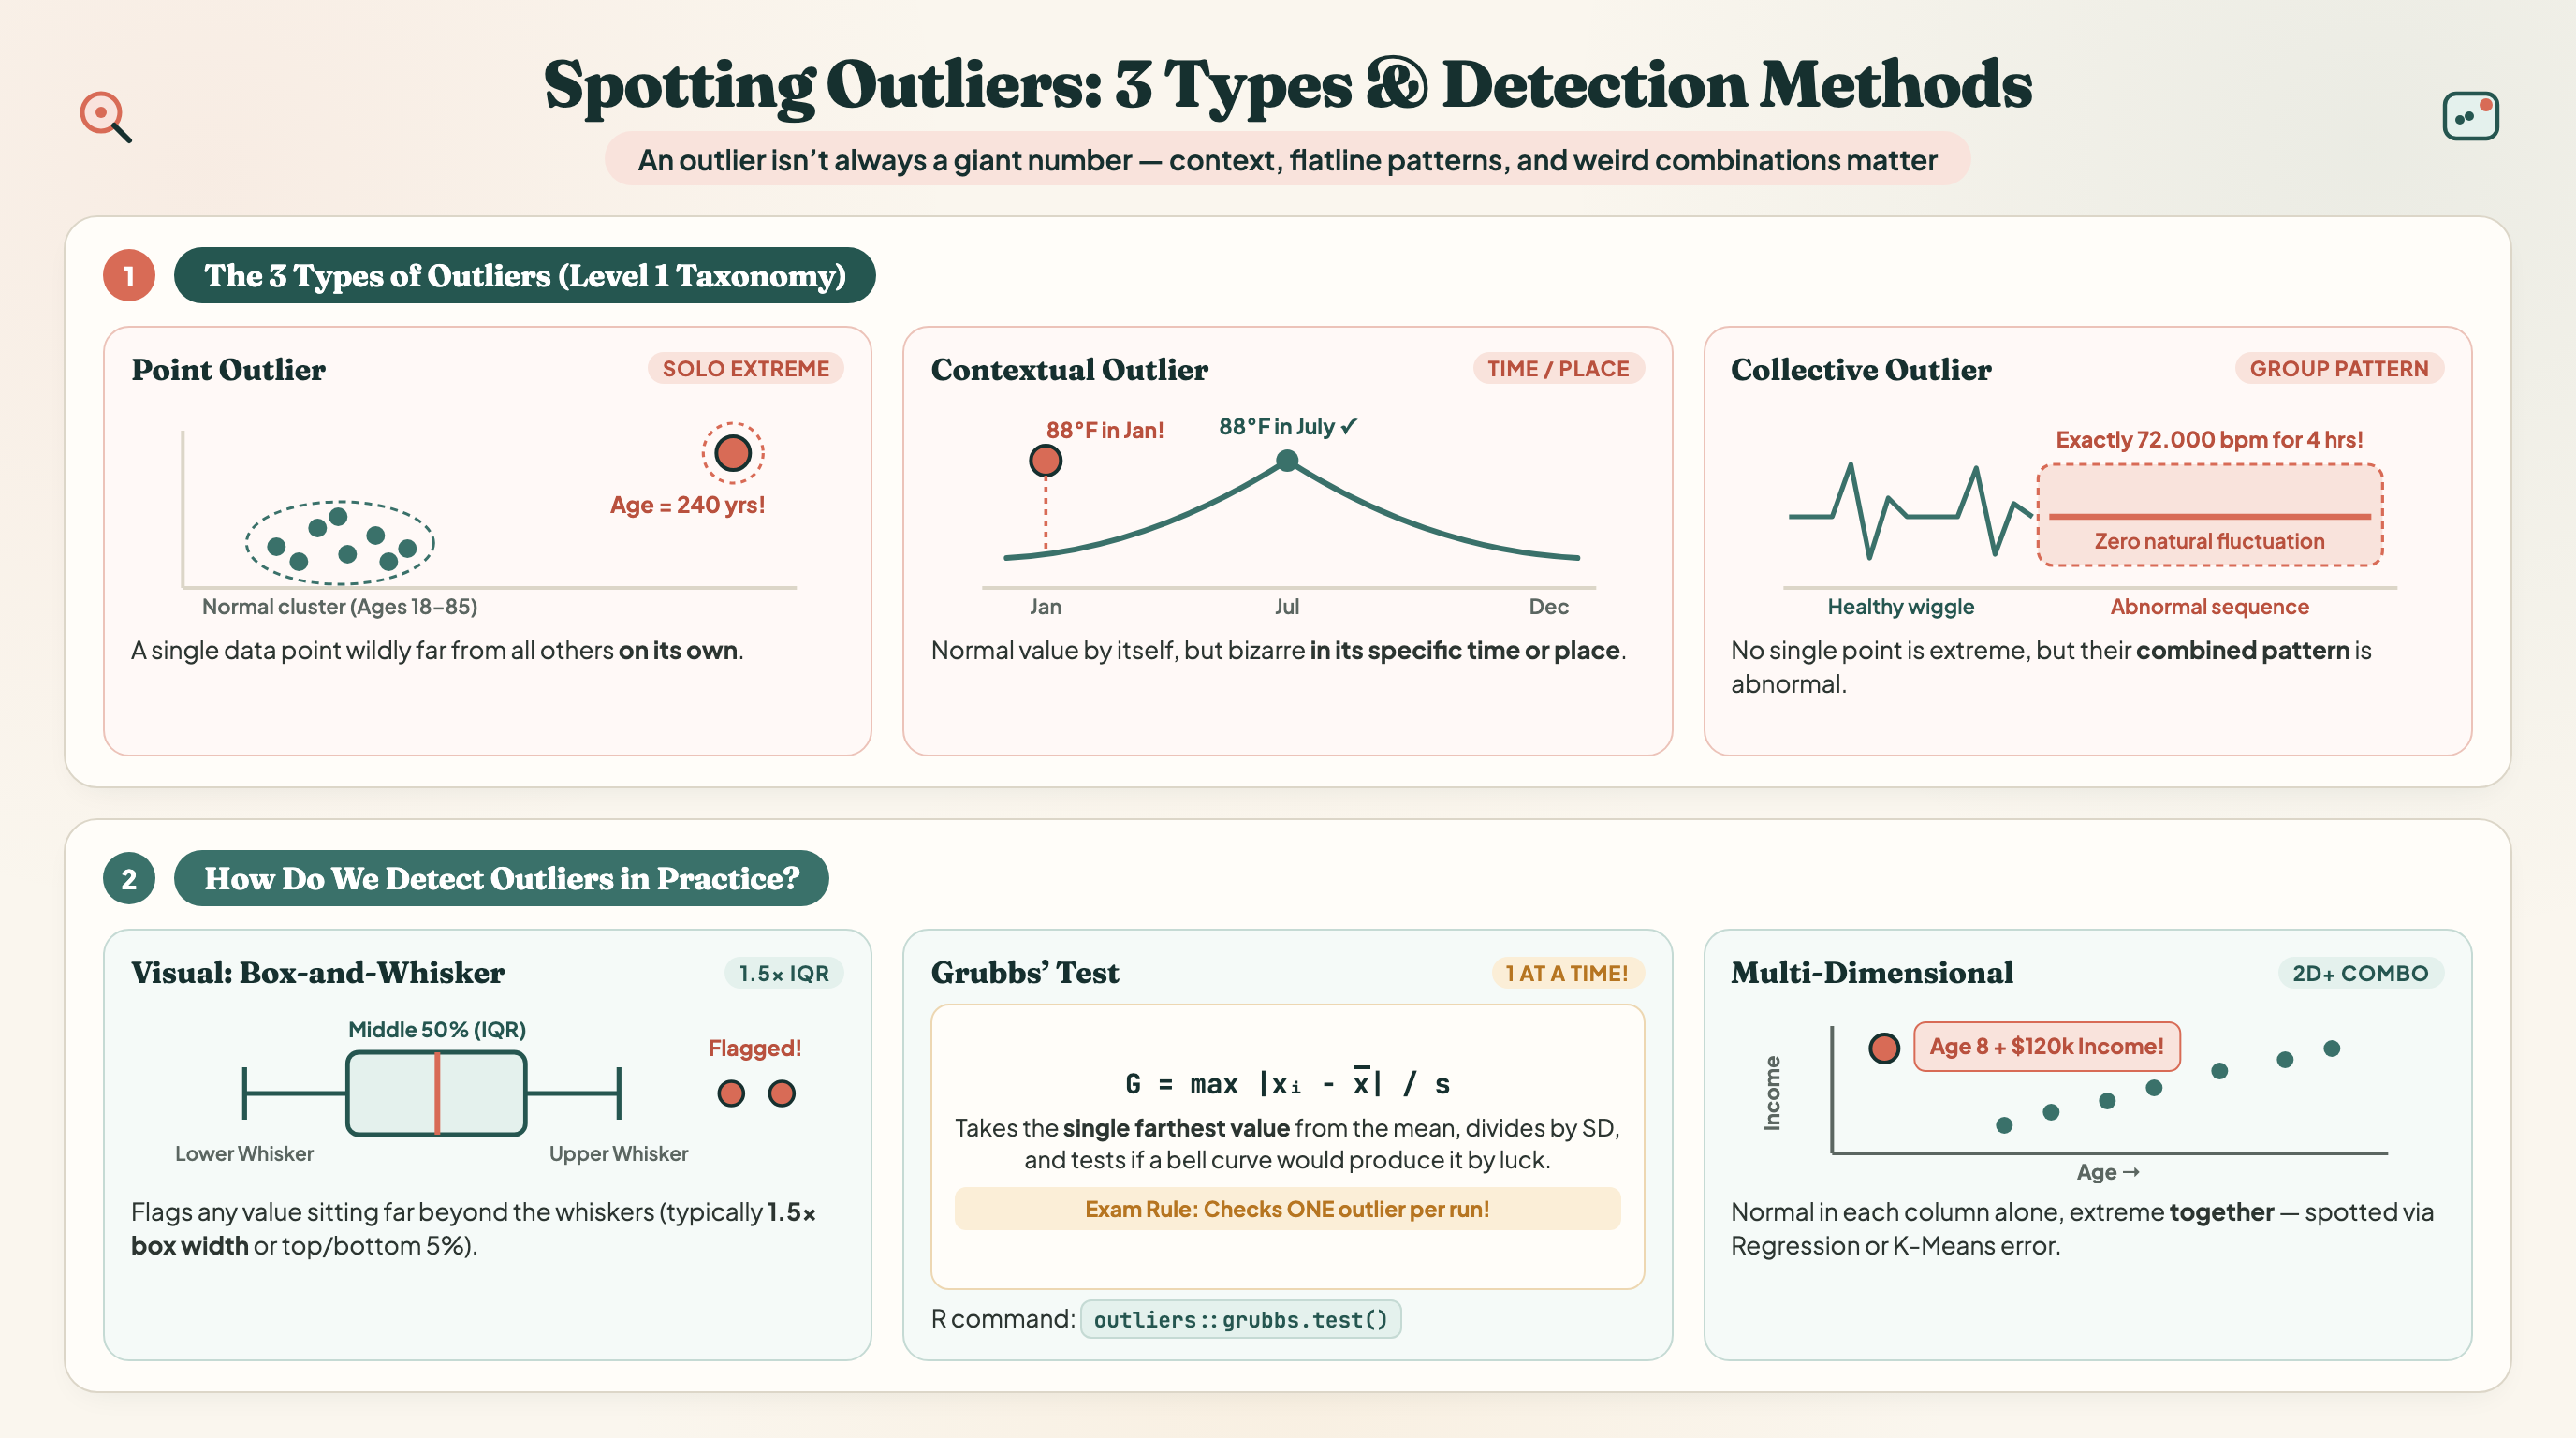 Spotting Outliers: 3 Types & Detection Methods
An outlier isn’t always a giant number — context, flatline patterns, and weird combinations matter
1
The 3 Types of Outliers (Level 1 Taxonomy)
Point Outlier
SOLO EXTREME
Age = 240 yrs!
Normal cluster (Ages 18–85)
A single data point wildly far from all others on its own.
Contextual Outlier
TIME / PLACE
88°F in Jan!
88°F in July ✓
Jan
Jul
Dec
Normal value by itself, but bizarre in its specific time or place.
Collective Outlier
GROUP PATTERN
Exactly 72.000 bpm for 4 hrs!
Zero natural fluctuation
Healthy wiggle
Abnormal sequence
No single point is extreme, but their combined pattern is
abnormal.
2
How Do We Detect Outliers in Practice?
Visual: Box-and-Whisker
1.5× IQR
Middle 50% (IQR)
Flagged!
Lower Whisker
Upper Whisker
Flags any value sitting far beyond the whiskers (typically 1.5×
box width or top/bottom 5%).
Grubbs’ Test
1 AT A TIME!
G = max |xᵢ - x̅| / s
Takes the single farthest value from the mean, divides by SD,
and tests if a bell curve would produce it by luck.
Exam Rule: Checks ONE outlier per run!
R command: outliers::grubbs.test()
Multi-Dimensional
2D+ COMBO
Age 8 + $120k Income!
Income
Age →
Normal in each column alone, extreme together — spotted via
Regression or K-Means error.